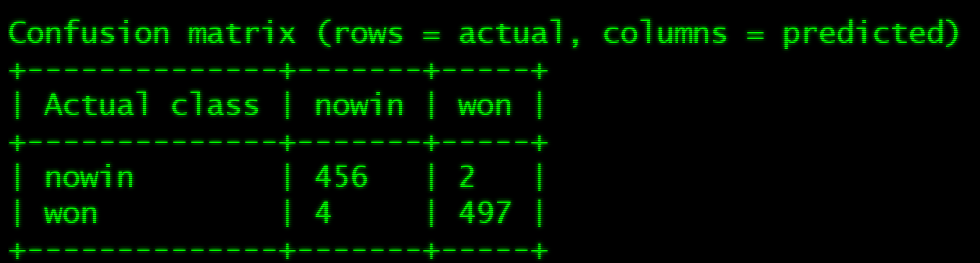 Confusion matrix (rows = actual, columns = predicted)
+--------------+-------+-----+
| Actual class | nowin | won |
+--------------+-------+-----+
| nowin        | 456   | 2   |
| won          | 4     | 497 |
+--------------+-------+-----+